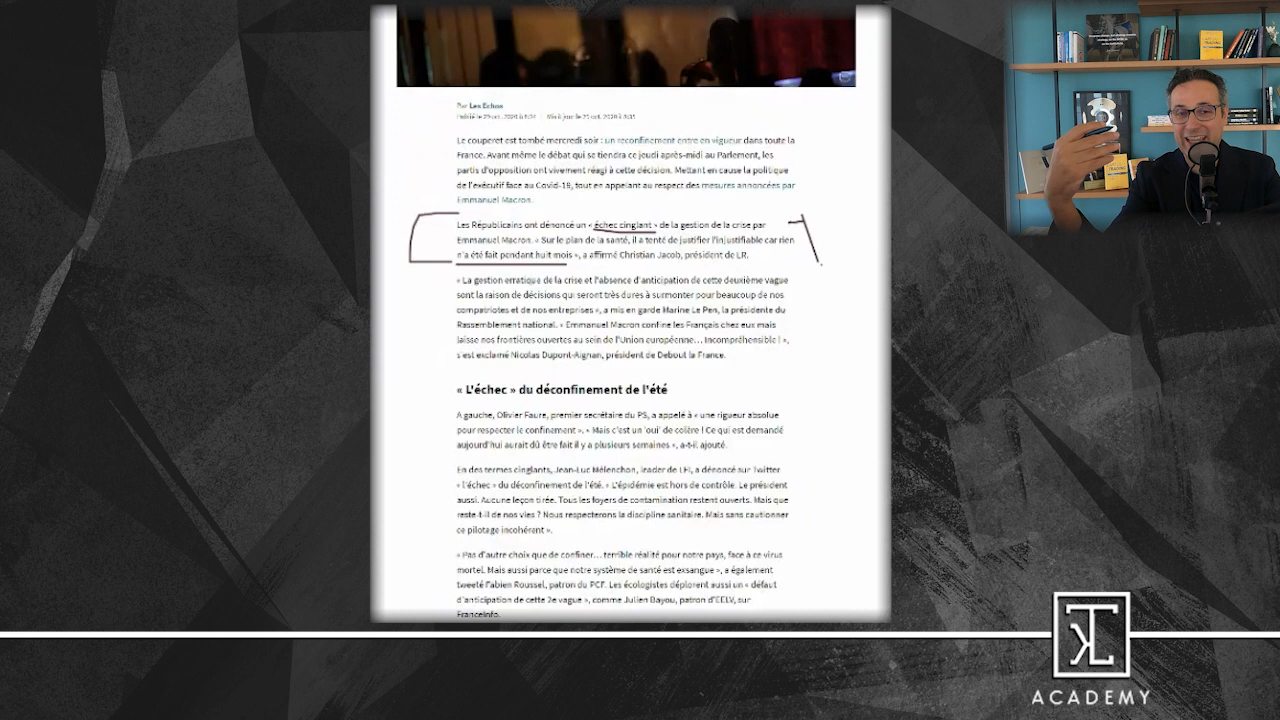 Par Les Echos
Publié le 29 oct. 2020 à 8:34 | Mis à jour le 29 oct. 2020 à 8:35
Le couperet est tombé mercredi soir : un reconfinement entre en vigueur dans toute la
France. Avant même le débat qui se tiendra ce jeudi après-midi au Parlement, les
partis d'opposition ont vivement réagi à cette décision. Mettant en cause la politique
de l'exécutif face au Covid-19, tout en appelant au respect des mesures annoncées par
Emmanuel Macron.
Les Républicains ont dénoncé un « échec cinglant » de la gestion de la crise par
Emmanuel Macron. « Sur le plan de la santé, il a tenté de justifier l'injustifiable car rien
n'a été fait pendant huit mois », a affirmé Christian Jacob, président de LR.
« La gestion erratique de la crise et l'absence d'anticipation de cette deuxième vague
sont la raison de décisions qui seront très dures à surmonter pour beaucoup de nos
compatriotes et de nos entreprises », a mis en garde Marine Le Pen, la présidente du
Rassemblement national. « Emmanuel Macron confine les Français chez eux mais
laisse nos frontières ouvertes au sein de l'Union européenne… Incompréhensible ! »,
s'est exclamé Nicolas Dupont-Aignan, président de Debout la France.
« L'échec » du déconfinement de l'été
A gauche, Olivier Faure, premier secrétaire du PS, a appelé à « une rigueur absolue
pour respecter le confinement ». « Mais c'est un 'oui' de colère ! Ce qui est demandé
aujourd'hui aurait dû être fait il y a plusieurs semaines », a-t-il ajouté.
En des termes cinglants, Jean-Luc Mélenchon, leader de LFI, a dénoncé sur Twitter
« l'échec » du déconfinement de l'été. « L'épidémie est hors de contrôle. Le président
aussi. Aucune leçon tirée. Tous les foyers de contamination restent ouverts. Mais que
reste-t-il de nos vies ? Nous respecterons la discipline sanitaire. Mais sans cautionner
ce pilotage incohérent ».
« Pas d'autre choix que de confiner… terrible réalité pour notre pays, face à ce virus
mortel. Mais aussi parce que notre système de santé est exsangue », a également
tweeté Fabien Roussel, patron du PCF. Les écologistes déplorent aussi un « défaut
d'anticipation de cette 2e vague », comme Julien Bayou, patron d'EELV, sur
FranceInfo.
ACADEMY